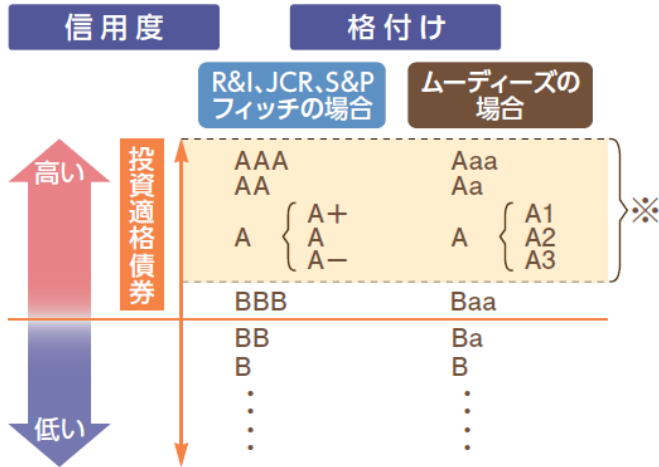 信用度
格付け
R&I、JCR、S&P
フィッチの場合
ムーディーズの
場合
高い
投資適格債券
AAA Aaa
AA Aa
A A+ A A1
A A2
A− A3
※
BBB Baa
BB Ba
B B
低い